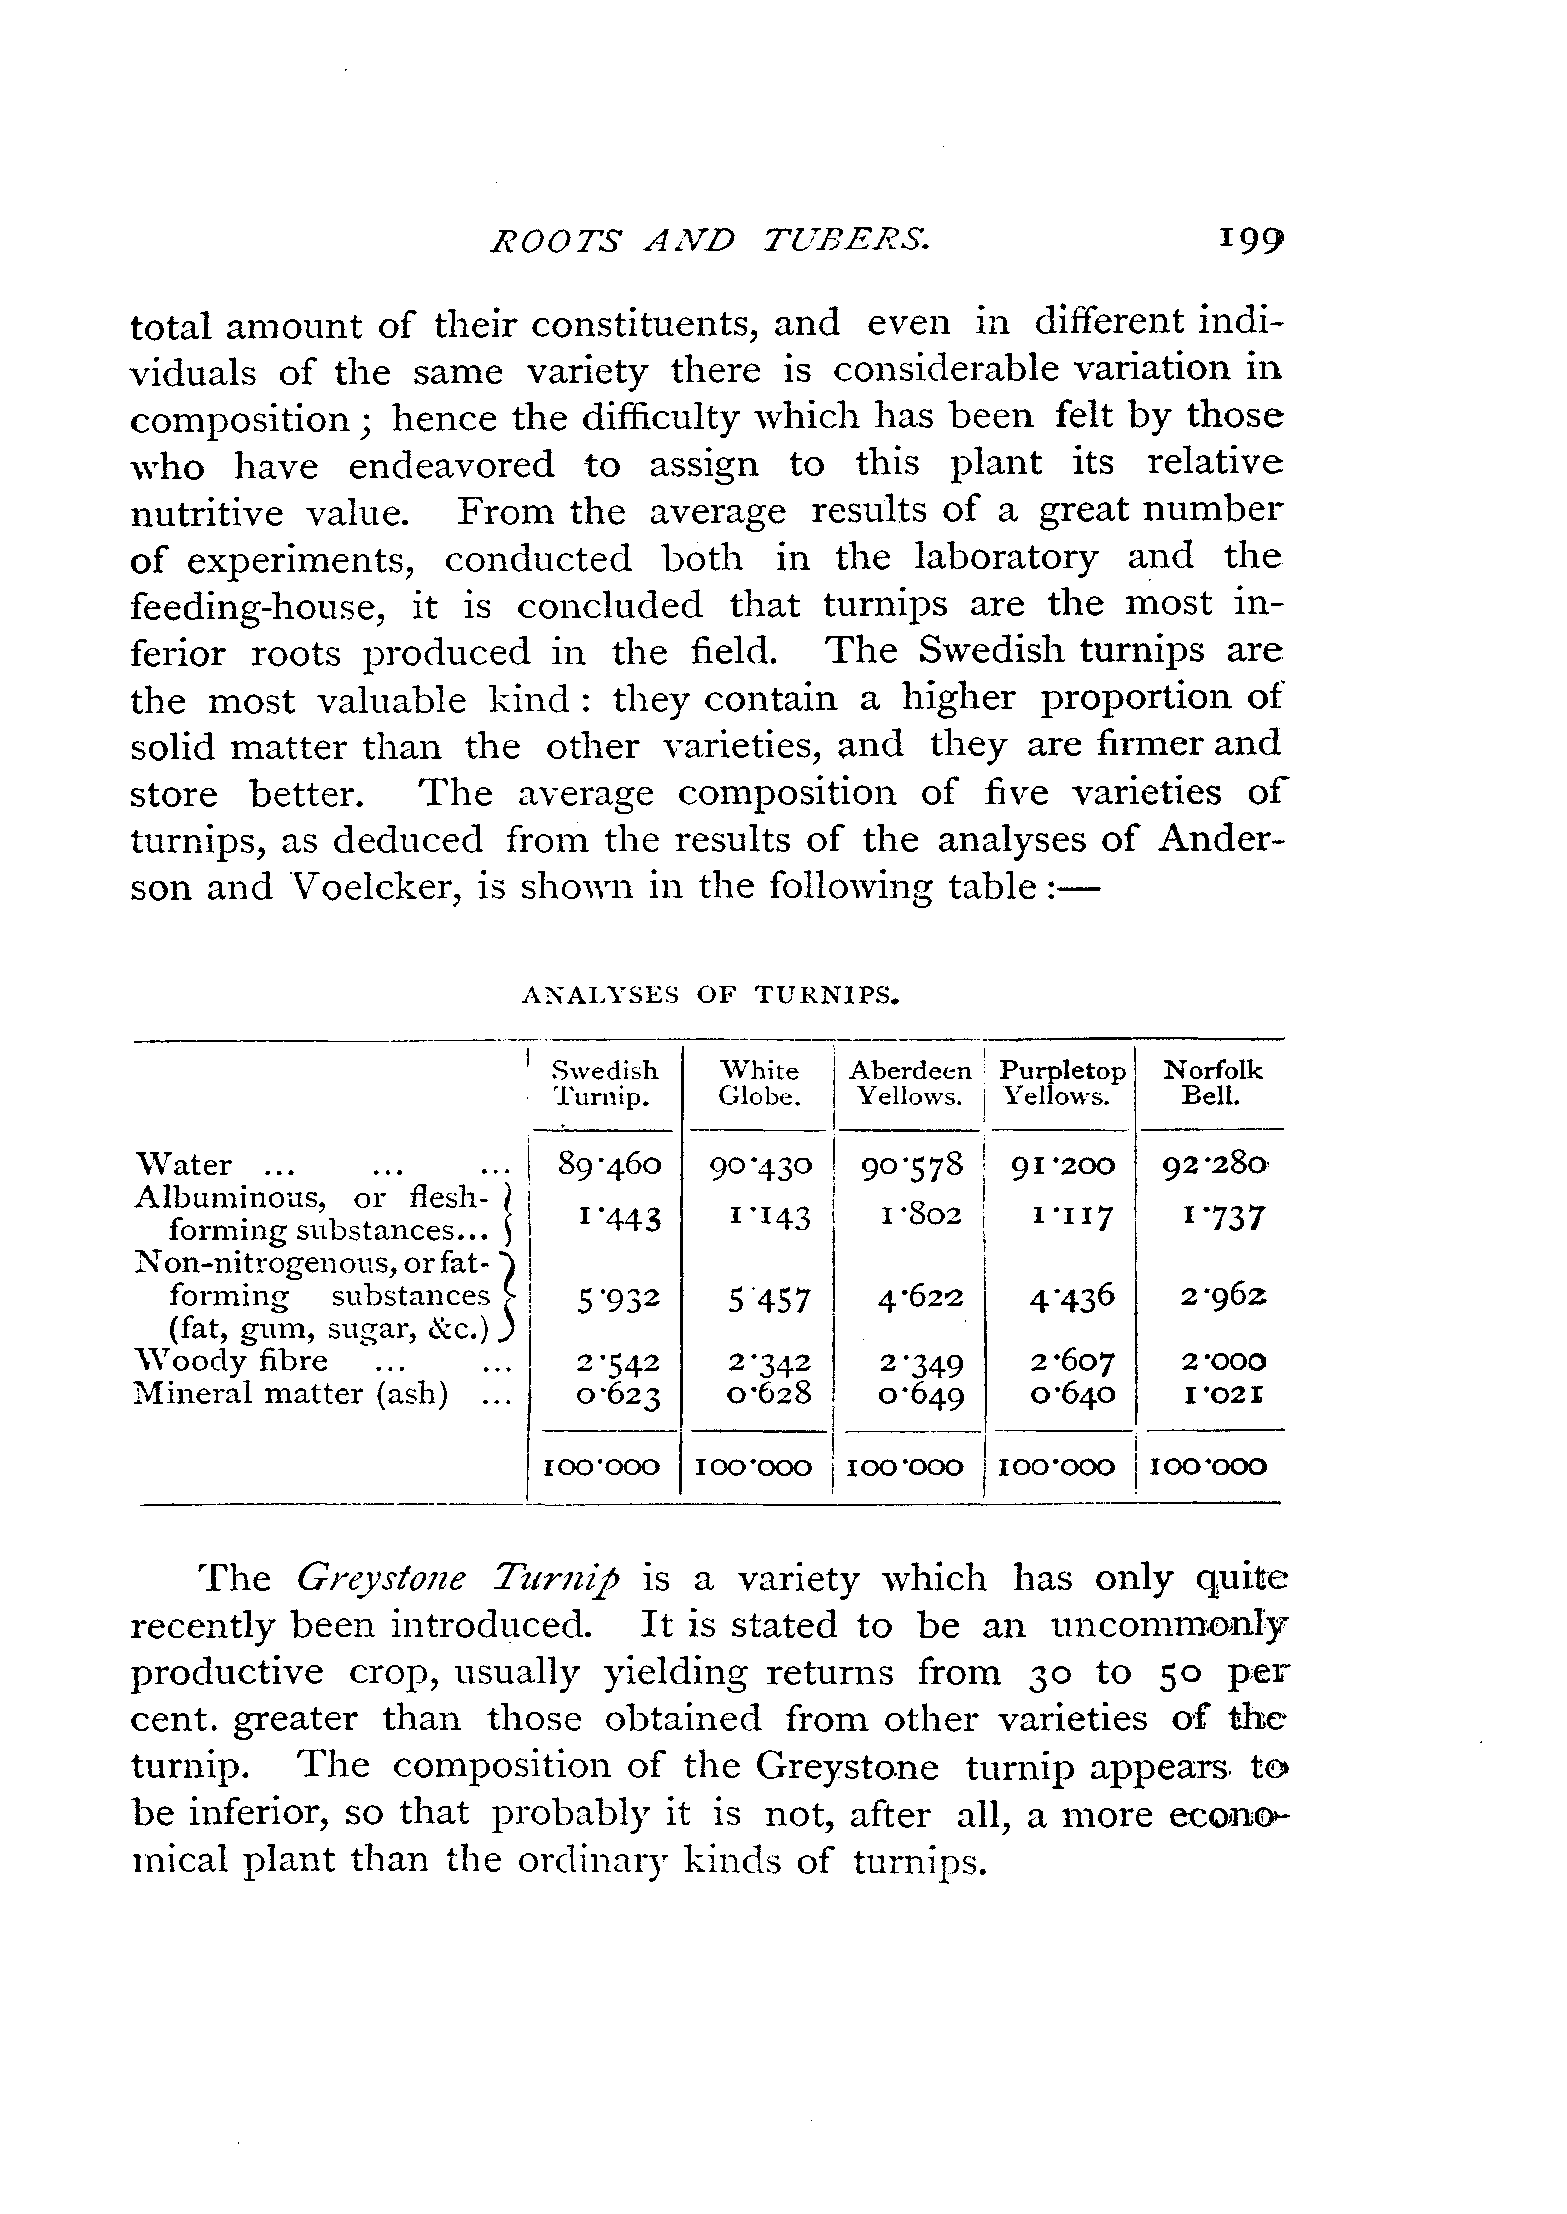 ROOTS AND TUBERS. 199
total amount of their constituents, and even in different indi-
viduals of the same variety there is considerable variation in
composition; hence the difficulty which has been felt by those
who have endeavored to assign to this plant its relative
nutritive value. From the average results of a great number
of experiments, conducted both in the laboratory and the
feeding-house, it is concluded that turnips are the most in-
ferior roots produced in the field. The Swedish turnips are
the most valuable kind: they contain a higher proportion of
solid matter than the other varieties, and they are firmer and
store better. The average composition of five varieties of
turnips, as deduced from the results of the analyses of Ander-
son and Voelcker, is shown in the following table:—
ANALYSES OF TURNIPS.
Swedish White Aberdeen Purpletop Norfolk
Turnip. Globe. Yellows. Yellows. Bell.
Water ... ... ... 89·460 90·430 90·578 91·200 92·280
Albuminous, or flesh-
forming substances... 1·443 1·143 1·802 1·117 1·737
Non-nitrogenous, or fat-
forming substances 5·932 5·457 4·622 4·436 2·962
(fat, gum, sugar, &c.)
Woody fibre ... ... 2·542 2·342 2·349 2·607 2·000
Mineral matter (ash) ... 0·623 0·628 0·649 0·640 1·021
100·000 100·000 100·000 100·000 100·000
The Greystone Turnip is a variety which has only quite
recently been introduced. It is stated to be an uncommonly
productive crop, usually yielding returns from 30 to 50 per
cent. greater than those obtained from other varieties of the
turnip. The composition of the Greystone turnip appears to
be inferior, so that probably it is not, after all, a more econo-
mical plant than the ordinary kinds of turnips.